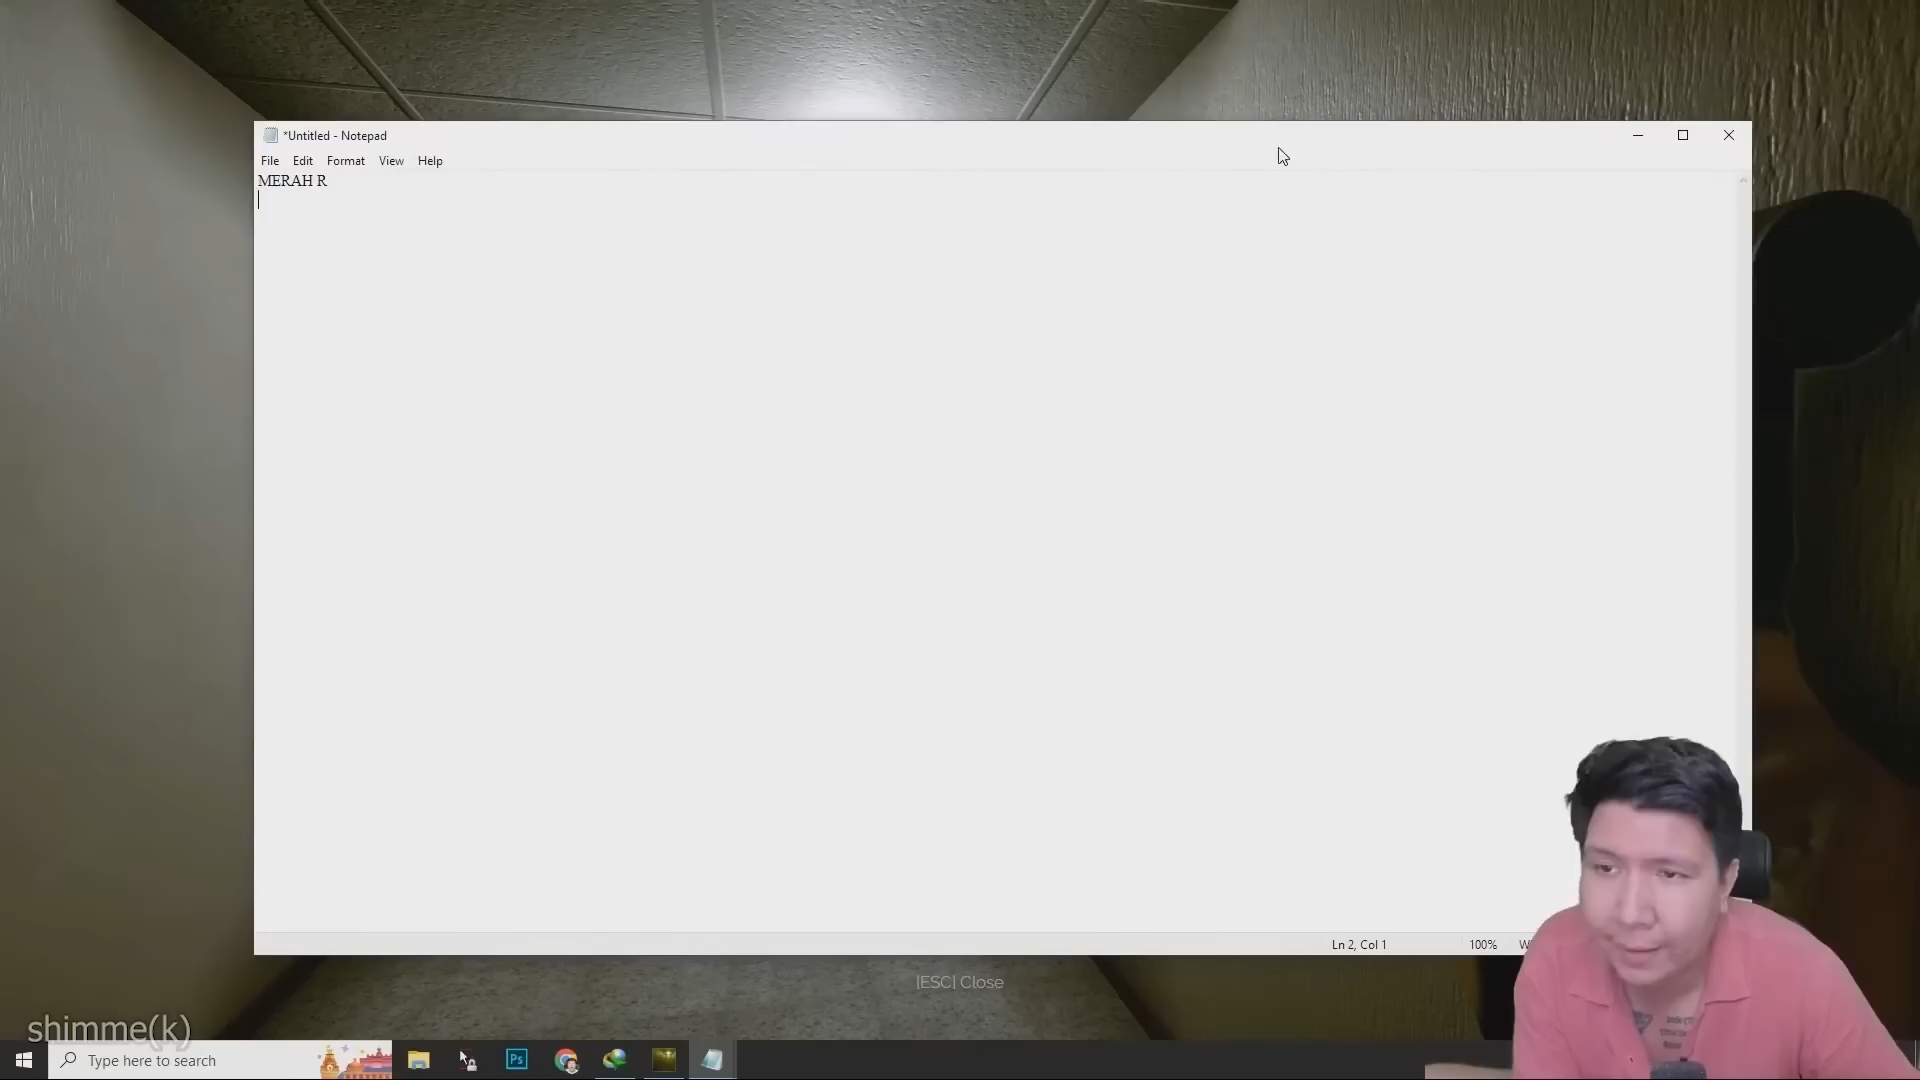 *Untitled - Notepad
File Edit Format View Help
MERAH R
Ln 2, Col 1 100%
[ESC] Close
shimme(k)
Type here to search
Ps